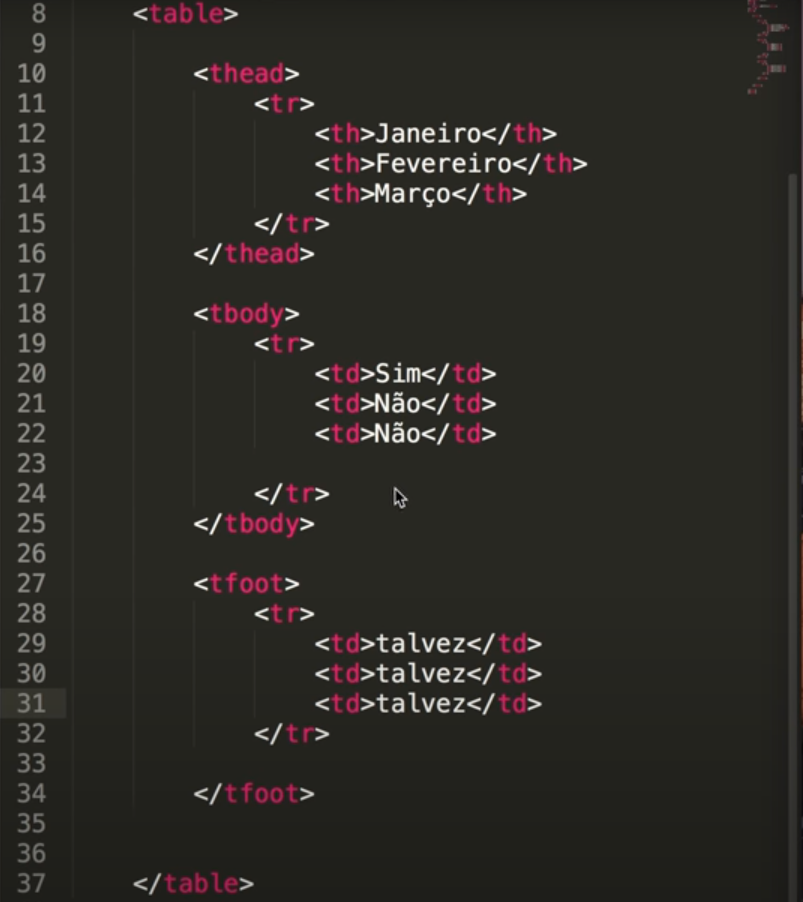 8 <table>
9
10 <thead>
11 <tr>
12 <th>Janeiro</th>
13 <th>Fevereiro</th>
14 <th>Março</th>
15 </tr>
16 </thead>
17
18 <tbody>
19 <tr>
20 <td>Sim</td>
21 <td>Não</td>
22 <td>Não</td>
23
24 </tr>
25 </tbody>
26
27 <tfoot>
28 <tr>
29 <td>talvez</td>
30 <td>talvez</td>
31 <td>talvez</td>
32 </tr>
33
34 </tfoot>
35
36
37 </table>